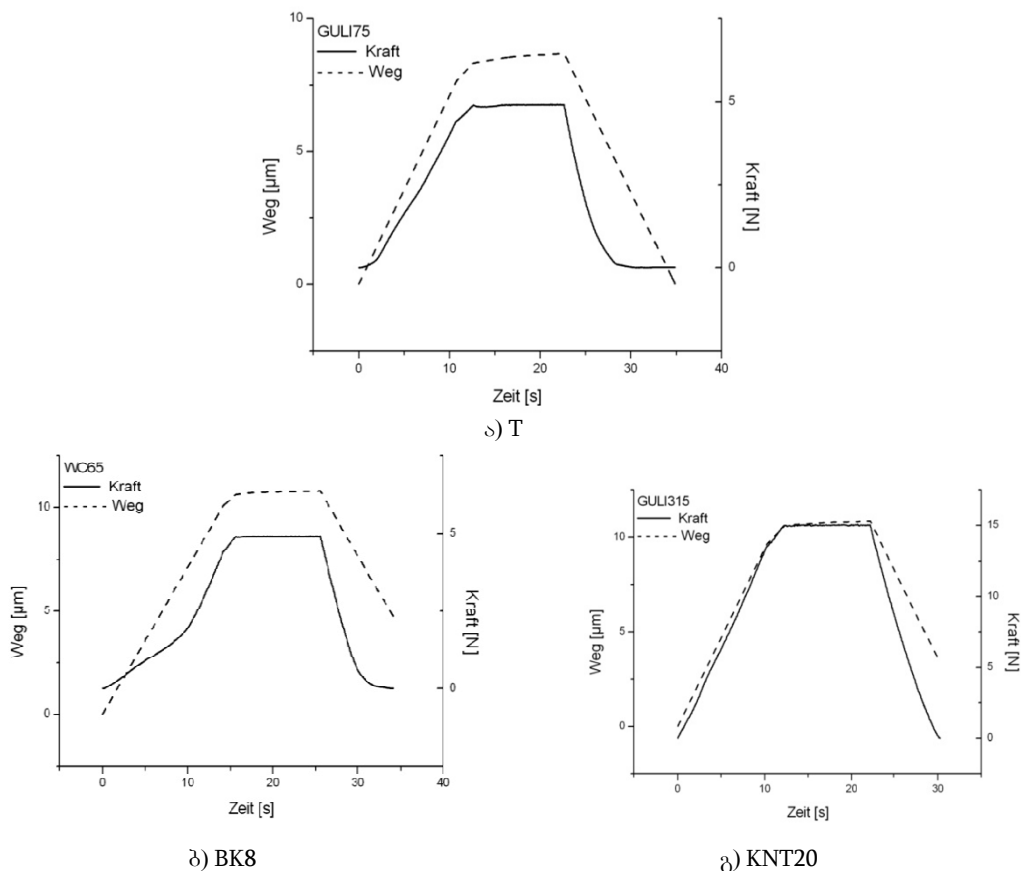 GULI75
Kraft
Weg
10
5
0
Weg [µm]
5
0
Kraft [N]
0 10 20 30 40
Zeit [s]
ა) T
WC65
Kraft
Weg
10
5
0
Weg [µm]
5
0
Kraft [N]
0 10 20 30 40
Zeit [s]
ბ) BK8
GULI315
Kraft
Weg
10
5
0
Weg [µm]
15
10
5
0
Kraft [N]
0 10 20 30
Zeit [s]
გ) KNT20